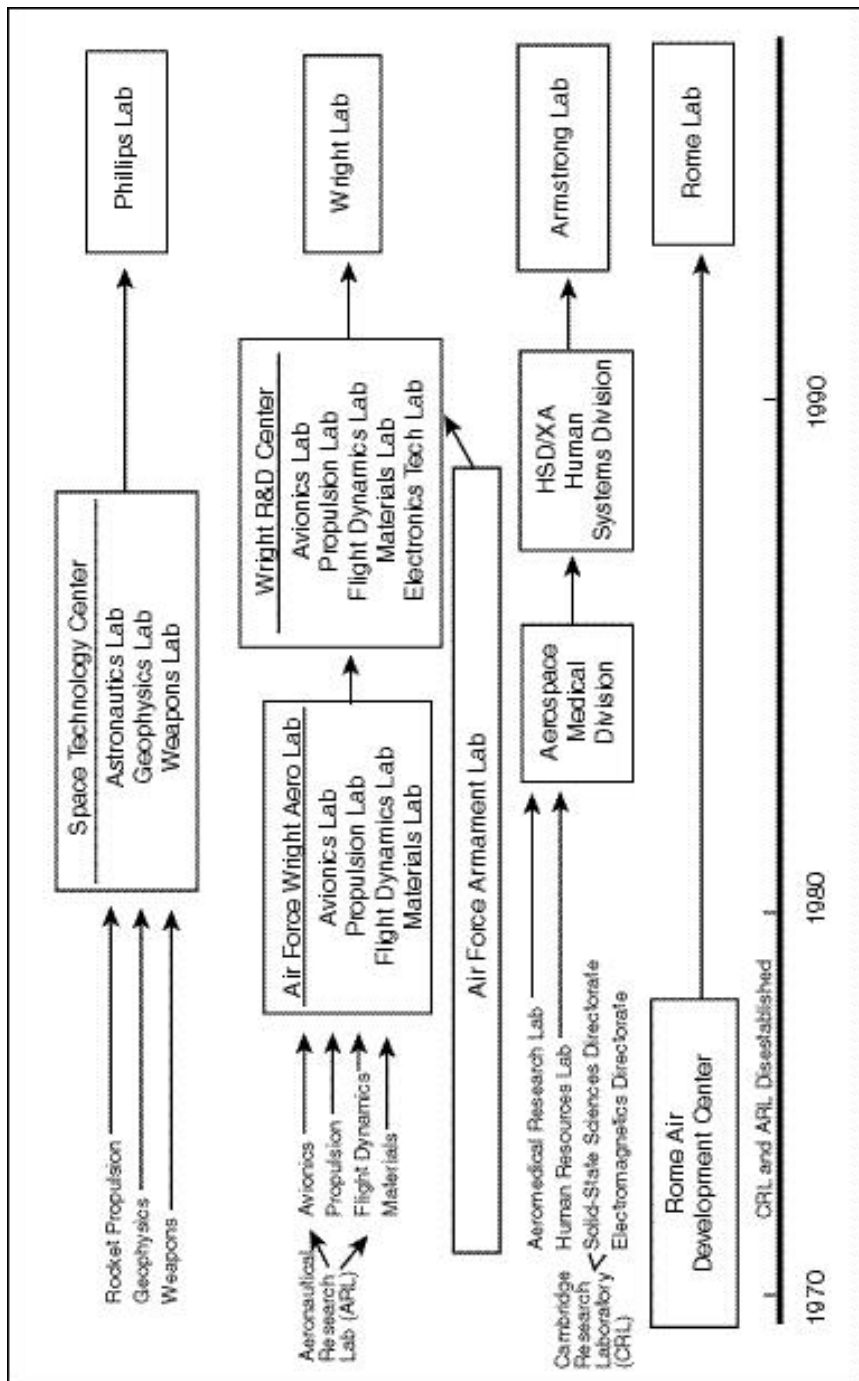 Rocket Propulsion
Geophysics
Weapons
Space Technology Center
Astronautics Lab
Geophysics Lab
Weapons Lab
Phillips Lab
Aeronautical
Research
Lab (ARL)
Avionics
Propulsion
Flight Dynamics
Materials
Air Force Wright Aero Lab
Avionics Lab
Propulsion Lab
Flight Dynamics Lab
Materials Lab
Wright R&D Center
Avionics Lab
Propulsion Lab
Flight Dynamics Lab
Materials Lab
Electronics Tech Lab
Wright Lab
Air Force Armament Lab
Aeromedical Research Lab
Human Resources Lab
Cambridge
Research
Laboratory
(CRL)
Solid-State Sciences Directorate
Electromagnetics Directorate
Aerospace
Medical
Division
HSD/XA
Human
Systems Division
Armstrong Lab
Rome Air
Development Center
Rome Lab
CRL and ARL Disestablished
1970
1980
1990